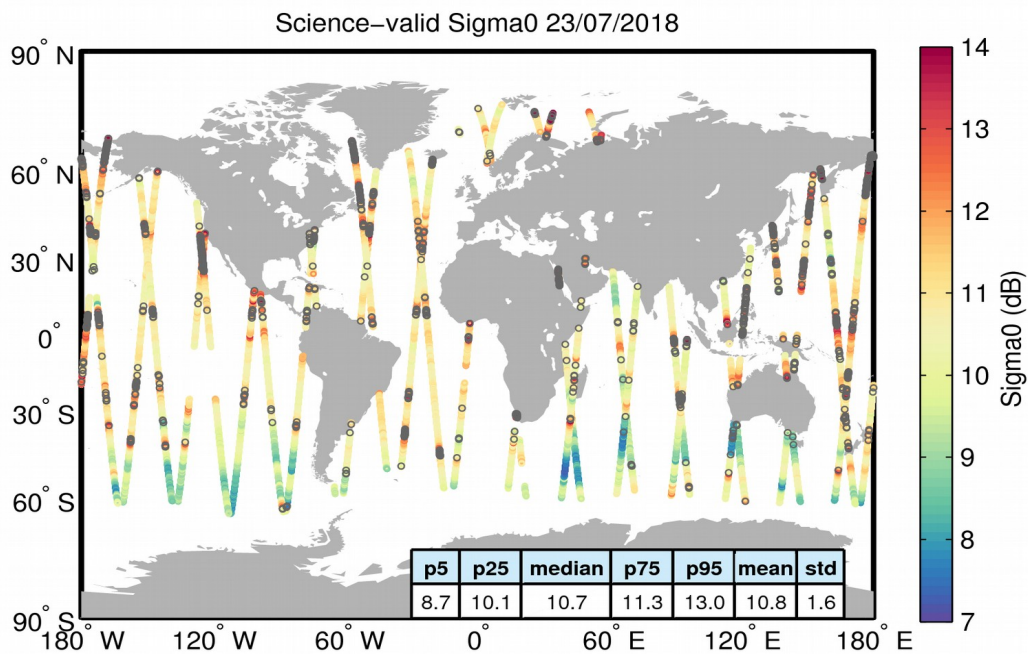 Science−valid Sigma0 23/07/2018
90° N
60° N
30° N
0°
30° S
60° S
90° S
180° W
120° W
60° W
0°
60° E
120° E
180° E
14
13
12
11
10
9
8
7
Sigma0 (dB)
p5 p25 median p75 p95 mean std
8.7 10.1 10.7 11.3 13.0 10.8 1.6